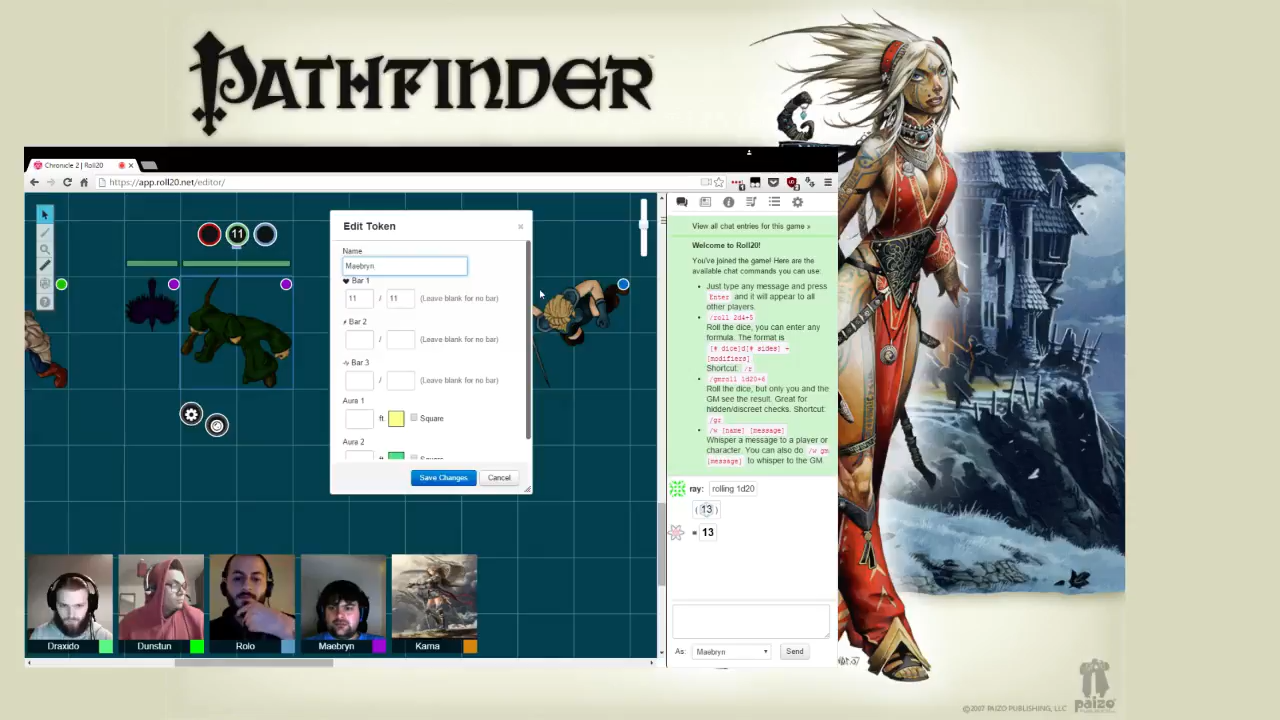 PATHFINDER
Chronicle 2 | Roll20
https://app.roll20.net/editor/
11
Edit Token
Name
Maebryn
Bar 1
11 / 11 (Leave blank for no bar)
Bar 2
/ (Leave blank for no bar)
Bar 3
/ (Leave blank for no bar)
Aura 1
ft. Square
Aura 2
ft. Square
Save Changes
Cancel
View all chat entries for this game »
Welcome to Roll20!
You've joined the game! Here are the
available chat commands you can use:
Just type any message and press
Enter and it will appear to all
other players.
/roll 2d4+5
Roll the dice, you can enter any
formula. The format is
[# dice]d[# sides] +
[modifiers]
Shortcut: /r
/gmroll 1d20+6
Roll the dice, but only you and the
GM see the result. Great for
hidden/discreet checks. Shortcut:
/gr
/w [name] [message]
Whisper a message to a player or
character. You can also do /w gm
[message] to whisper to the GM.
ray: rolling 1d20
(13)
= 13
Draxido
Dunstun
Rolo
Maebryn
Kama
As: Maebryn
Send
©2007 PAIZO PUBLISHING, LLC
paizo